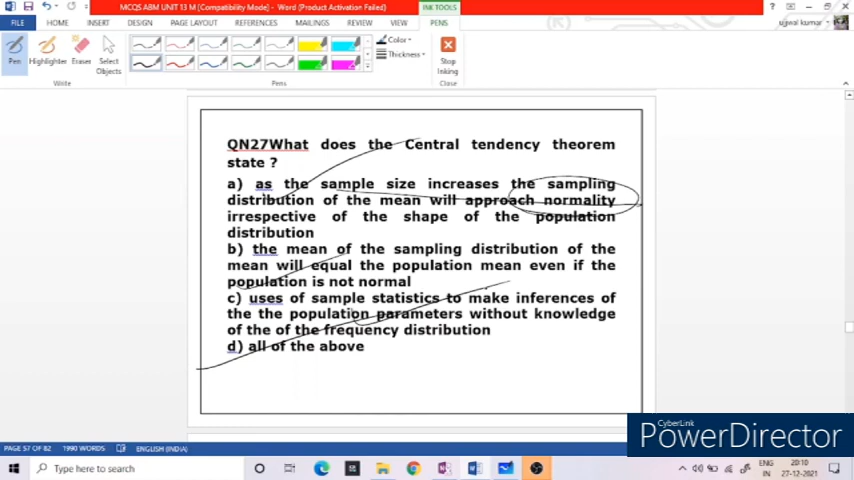 MCQS ABM UNIT 13 M [Compatibility Mode] - Word (Product Activation Failed)
INK TOOLS
FILE HOME INSERT DESIGN PAGE LAYOUT REFERENCES MAILINGS REVIEW VIEW PENS
ujjwal kumar
Pen Highlighter Eraser Select Objects
Color
Thickness
Stop Inking
Write Pens Close
QN27What does the Central tendency theorem
state ?
a) as the sample size increases the sampling
distribution of the mean will approach normality
irrespective of the shape of the population
distribution
b) the mean of the sampling distribution of the
mean will equal the population mean even if the
population is not normal
c) uses of sample statistics to make inferences of
the the population parameters without knowledge
of the of the frequency distribution
d) all of the above
CyberLink
PowerDirector
PAGE 57 OF 82 1990 WORDS ENGLISH (INDIA)
Type here to search
ENG
IN
20:10
27-12-2021